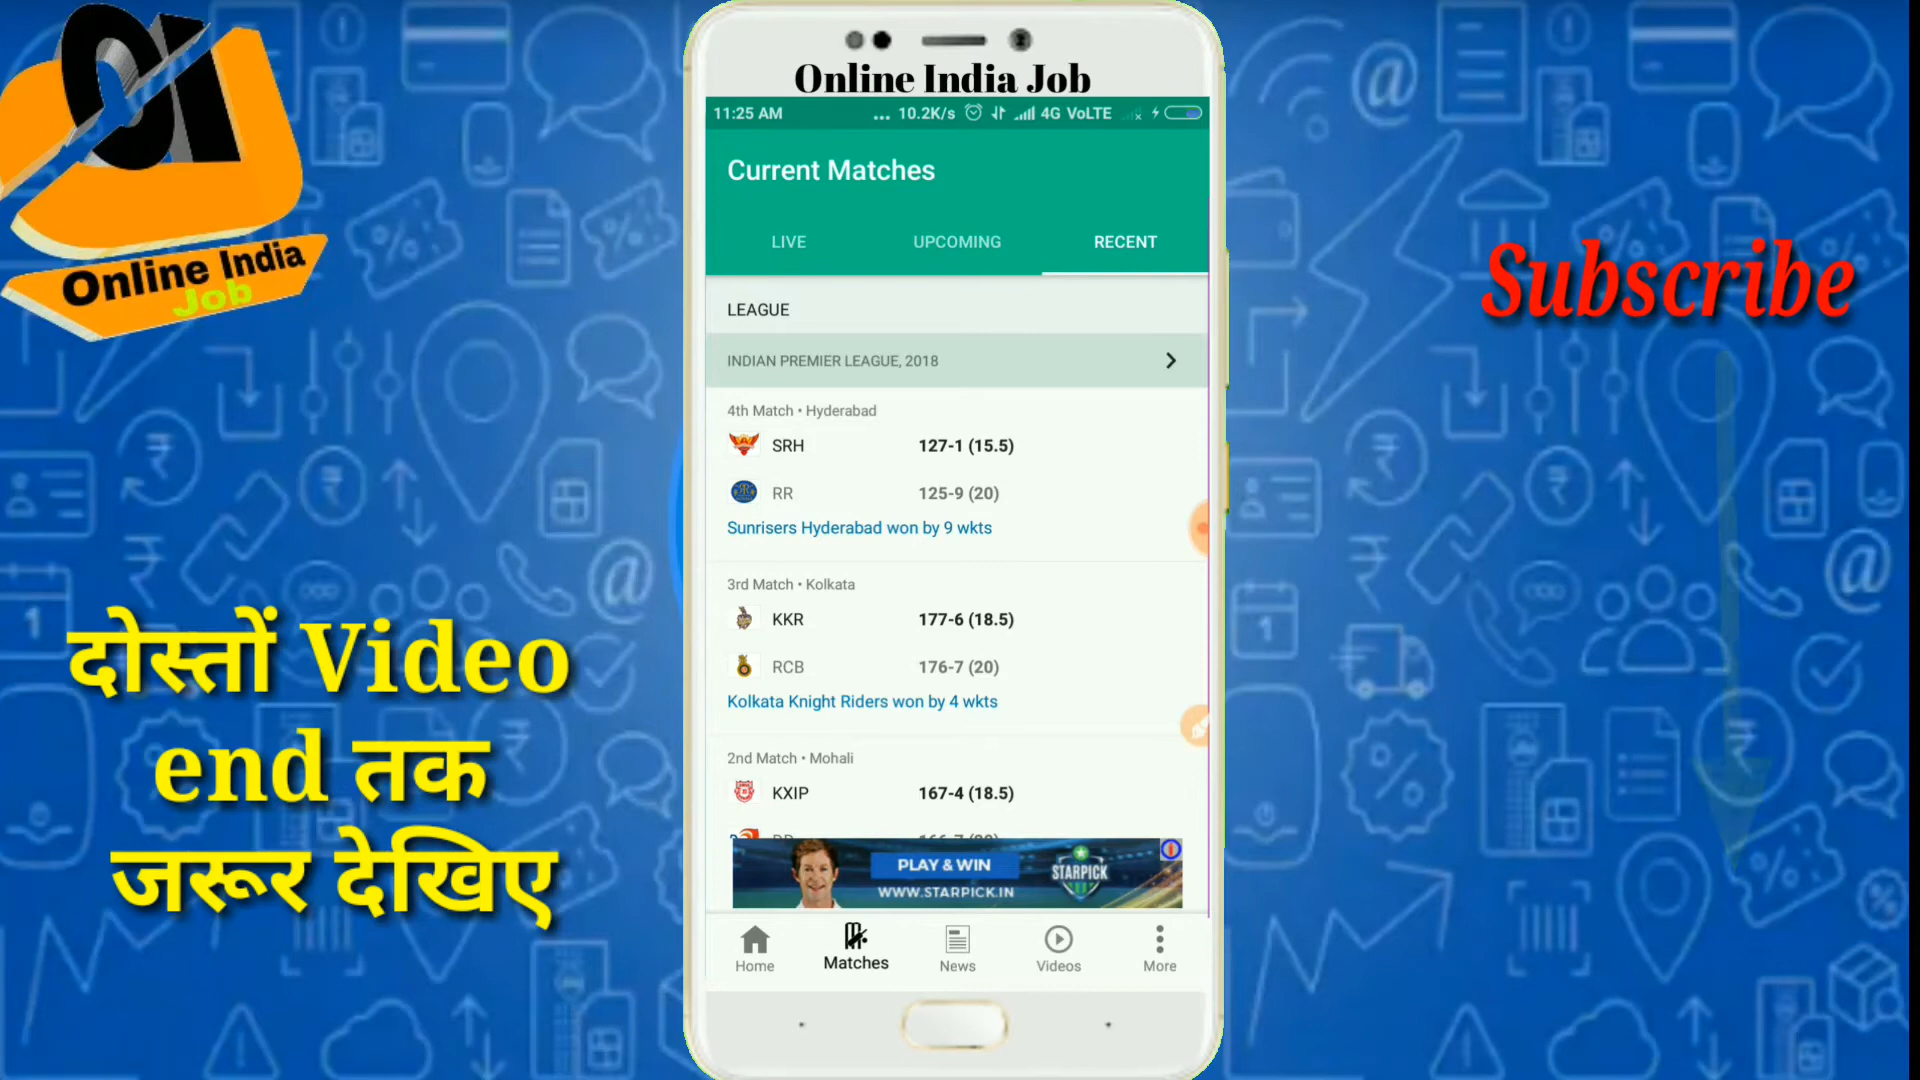 OI
Online India
Job
Online India Job
11:25 AM ... 10.2K/s 4G VoLTE
Current Matches
LIVE UPCOMING RECENT
LEAGUE
INDIAN PREMIER LEAGUE, 2018
4th Match • Hyderabad
SRH 127-1 (15.5)
RR 125-9 (20)
Sunrisers Hyderabad won by 9 wkts
3rd Match • Kolkata
KKR 177-6 (18.5)
RCB 176-7 (20)
Kolkata Knight Riders won by 4 wkts
2nd Match • Mohali
KXIP 167-4 (18.5)
PLAY & WIN
WWW.STARPICK.IN
STARPICK
Home Matches News Videos More
Subscribe
दोस्तों Video
end तक
जरूर देखिए